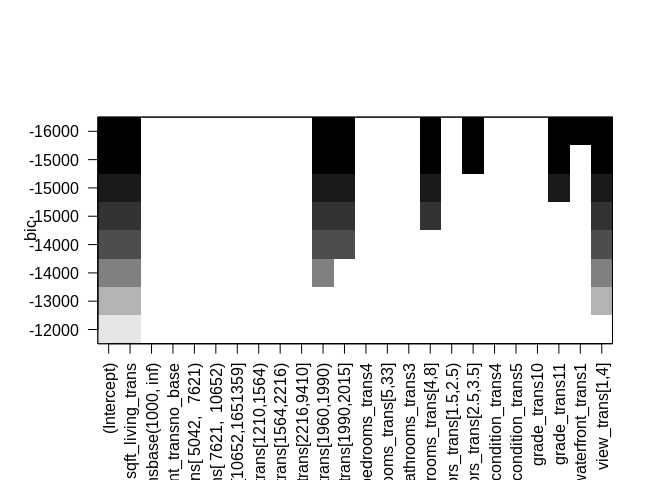 -16000
-15000
-15000
-15000
-14000
-14000
-13000
-12000
bic
(Intercept)
sqft_living_trans
nsbase(1000, inf)
nt_transno_base
ns[ 5042, 7621)
ns[ 7621, 10652)
[10652,1651359]
trans[1210,1564)
trans[1564,2216)
trans[2216,9410]
trans[1960,1990)
trans[1990,2015]
bedrooms_trans4
ooms_trans[5,33]
athrooms_trans3
rooms_trans[4,8]
ors_trans[1.5,2.5)
ors_trans[2.5,3.5]
condition_trans4
condition_trans5
grade_trans10
grade_trans11
waterfront_trans1
view_trans[1,4]